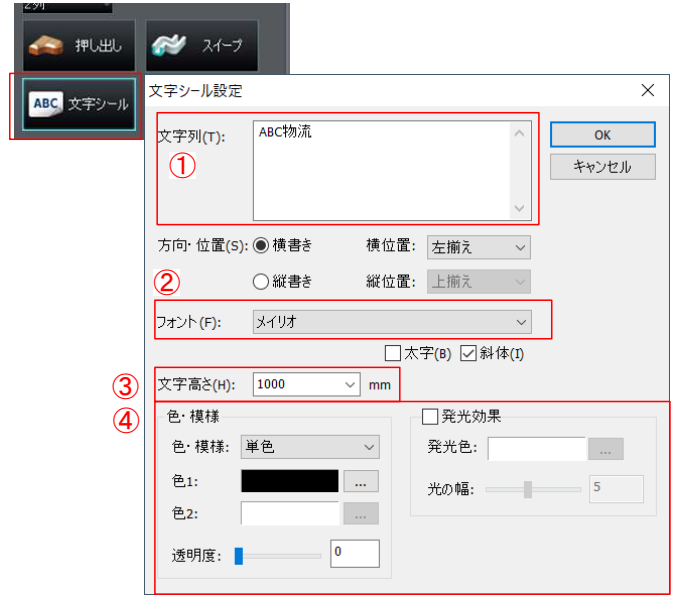 2列
押し出し
スイープ
ABC 文字シール
文字シール設定
文字列(T): ABC物流
①
OK
キャンセル
方向・位置(S): 横書き 横位置: 左揃え
② 縦書き 縦位置: 上揃え
フォント(F): メイリオ
太字(B) 斜体(I)
③ 文字高さ(H): 1000 mm
④ 色・模様
発光効果
色・模様: 単色
発光色: ...
色1: ...
光の幅: 5
色2: ...
透明度: 0